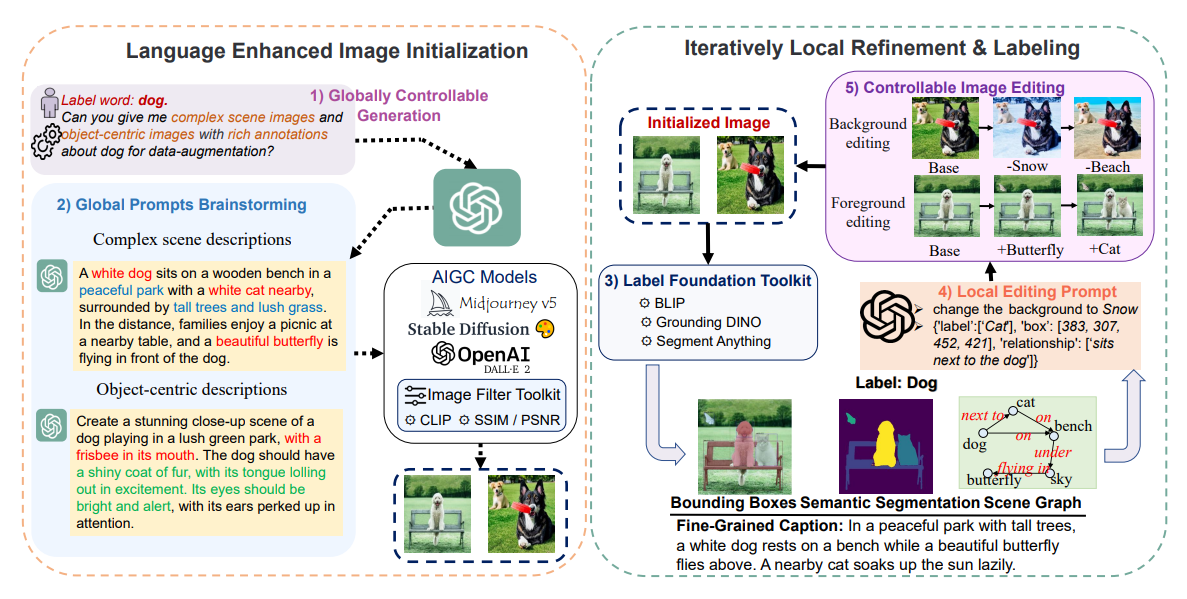 Language Enhanced Image Initialization
Label word: dog.
Can you give me complex scene images and
object-centric images with rich annotations
about dog for data-augmentation?
1) Globally Controllable
Generation
2) Global Prompts Brainstorming
Complex scene descriptions
A white dog sits on a wooden bench in a
peaceful park with a white cat nearby,
surrounded by tall trees and lush grass.
In the distance, families enjoy a picnic at
a nearby table, and a beautiful butterfly is
flying in front of the dog.
Object-centric descriptions
Create a stunning close-up scene of a
dog playing in a lush green park, with a
frisbee in its mouth. The dog should have
a shiny coat of fur, with its tongue lolling
out in excitement. Its eyes should be
bright and alert, with its ears perked up in
attention.
AIGC Models
Midjourney v5
Stable Diffusion
OpenAI
DALL·E 2
Image Filter Toolkit
CLIP
SSIM / PSNR
Iteratively Local Refinement & Labeling
Initialized Image
5) Controllable Image Editing
Background
editing
Base
-Snow
-Beach
Foreground
editing
Base
+Butterfly
+Cat
3) Label Foundation Toolkit
BLIP
Grounding DINO
Segment Anything
4) Local Editing Prompt
change the background to Snow
{'label':['Cat'], 'box': [383, 307,
452, 421], 'relationship': ['sits
next to the dog']}
Label: Dog
cat
next to
on
bench
dog
on
under
flying in
butterfly
sky
Bounding Boxes Semantic Segmentation Scene Graph
Fine-Grained Caption: In a peaceful park with tall trees,
a white dog rests on a bench while a beautiful butterfly
flies above. A nearby cat soaks up the sun lazily.